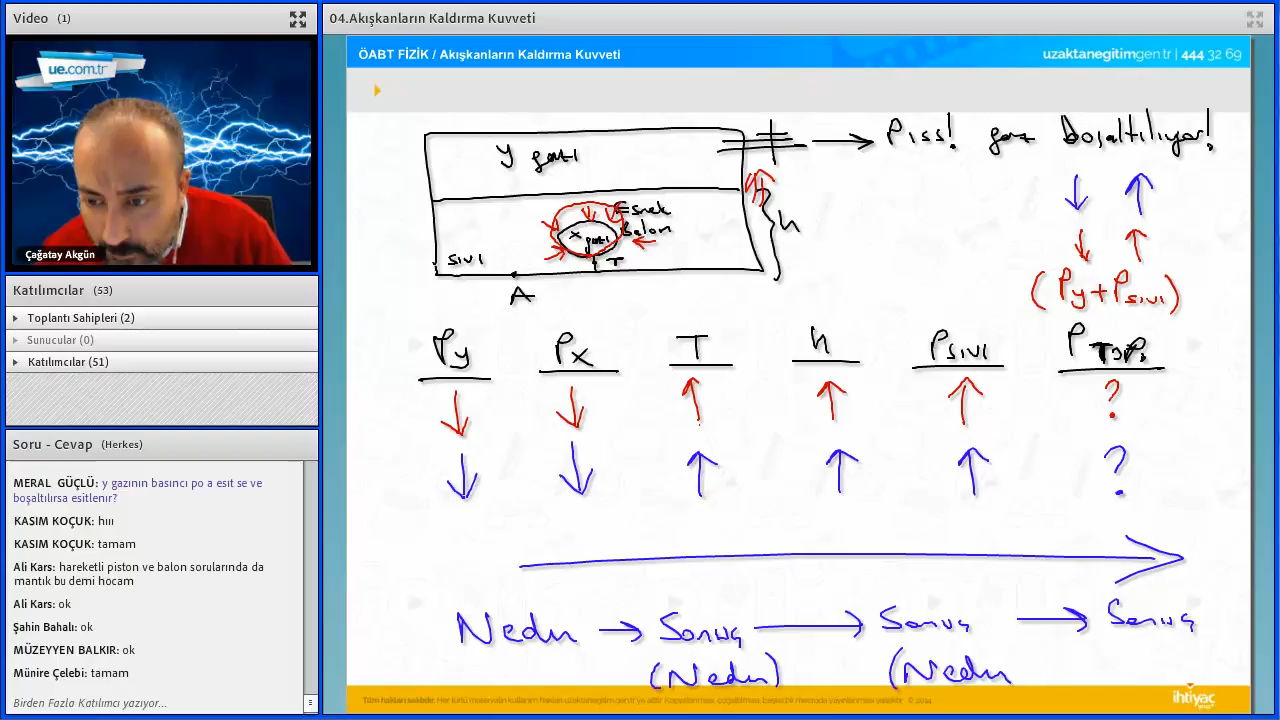 Video (1)
ue.com.tr
Çağatay Akgün
Katılımcılar (53)
Toplantı Sahipleri (2)
Sunucular (0)
Katılımcılar (51)
Soru - Cevap (Herkes)
MERAL GÜÇLÜ: y gazının basıncı po a esit se ve
boşaltılırsa esitlenir?
KASIM KOÇUK: hııı
KASIM KOÇUK: tamam
Ali Kars: hareketli piston ve balon sorularında da
mantık bu demi hocam
Ali Kars: ok
Şahin Bahalı: ok
MÜZEYYEN BALKIR: ok
Münire Çelebi: tamam
Birden Fazla Katılımcı yazıyor...
04.Akışkanların Kaldırma Kuvveti
ÖABT FİZİK / Akışkanların Kaldırma Kuvveti
uzaktanegitimgen.tr | 444 32 69
Piss! gaz boşaltılıyor!
y gazı
Esnek
balon
x gazı
h
sıvı
T
A
(Py + Psıvı)
Py Px T h Psıvı PTop
?
?
Neden → Sonuç → Sonuç → Sonuç
(Neden) (Neden
ihtiyaç